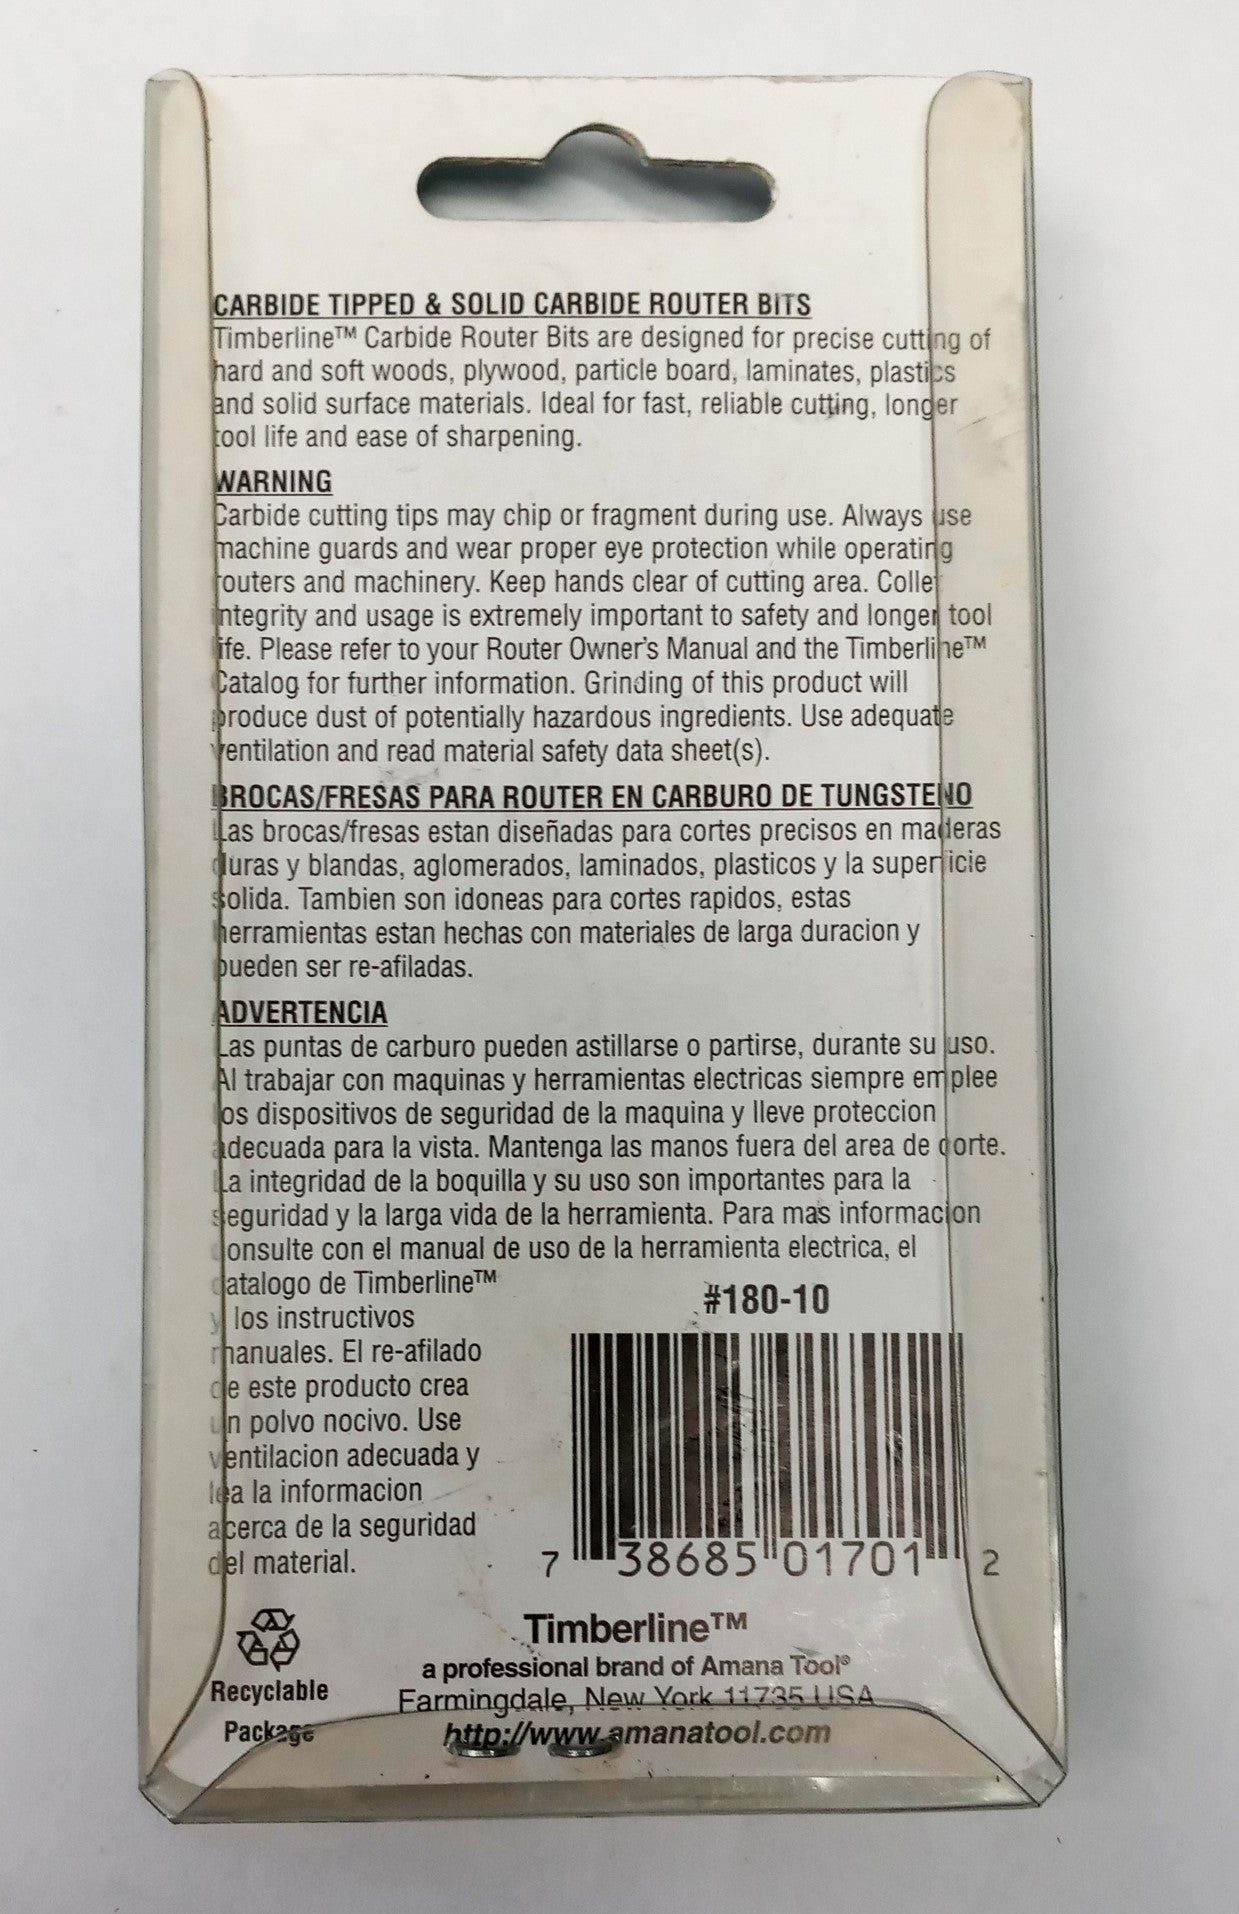 CARBIDE TIPPED & SOLID CARBIDE ROUTER BITS
Timberline™ Carbide Router Bits are designed for precise cutting of
hard and soft woods, plywood, particle board, laminates, plastics
and solid surface materials. Ideal for fast, reliable cutting, longer
tool life and ease of sharpening.
WARNING
Carbide cutting tips may chip or fragment during use. Always use
machine guards and wear proper eye protection while operating
routers and machinery. Keep hands clear of cutting area. Collet
integrity and usage is extremely important to safety and longer tool
life. Please refer to your Router Owner's Manual and the Timberline™
Catalog for further information. Grinding of this product will
produce dust of potentially hazardous ingredients. Use adequate
ventilation and read material safety data sheet(s).
BROCAS/FRESAS PARA ROUTER EN CARBURO DE TUNGSTENO
Las brocas/fresas estan diseñadas para cortes precisos en maderas
duras y blandas, aglomerados, laminados, plasticos y la superficie
solida. Tambien son idoneas para cortes rapidos, estas
herramientas estan hechas con materiales de larga duracion y
pueden ser re-afiladas.
ADVERTENCIA
Las puntas de carburo pueden astillarse o partirse, durante su uso.
Al trabajar con maquinas y herramientas electricas siempre emplee
los dispositivos de seguridad de la maquina y lleve proteccion
adecuada para la vista. Mantenga las manos fuera del area de corte.
La integridad de la boquilla y su uso son importantes para la
seguridad y la larga vida de la herramienta. Para mas informacion
consulte con el manual de uso de la herramienta electrica, el
catalogo de Timberline™
y los instructivos
manuales. El re-afilado
de este producto crea
un polvo nocivo. Use
ventilacion adecuada y
lea la informacion
acerca de la seguridad
del material.
#180-10
7 38685 01701 2
Recyclable
Package
Timberline™
a professional brand of Amana Tool®
Farmingdale, New York 11735 USA
http://www.amanatool.com